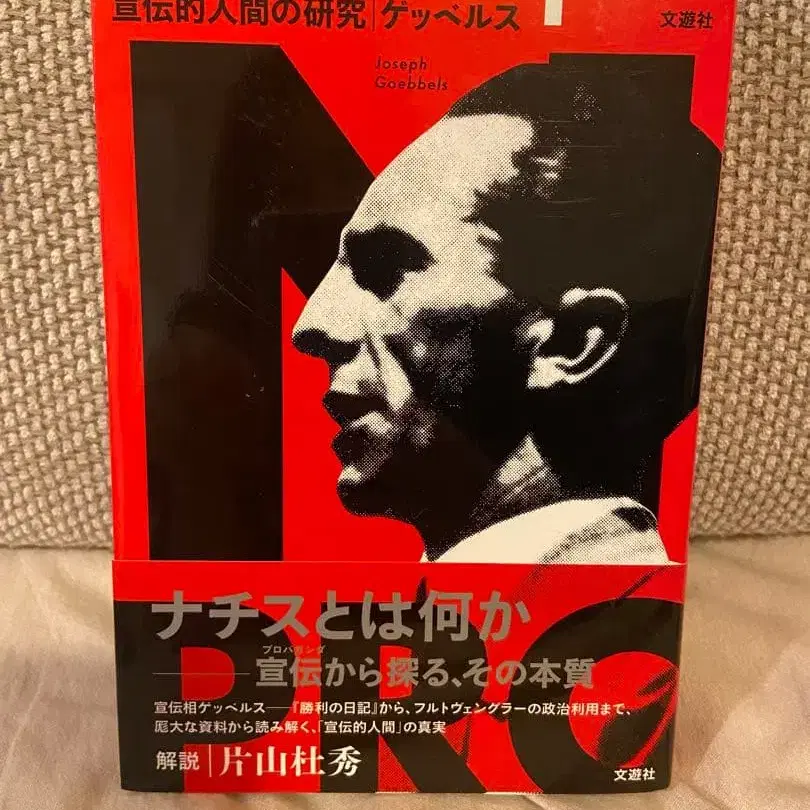 宣伝的人間の研究|ゲッベルス
文遊社
Joseph
Goebbels
ナチスとは何か
プロパガンダ
──宣伝から探る、その本質
宣伝相ゲッベルス──『勝利の日記』から、フルトヴェングラーの政治利用まで、
厖大な資料から読み解く、「宣伝的人間」の真実
解説|片山杜秀
文遊社
PRO